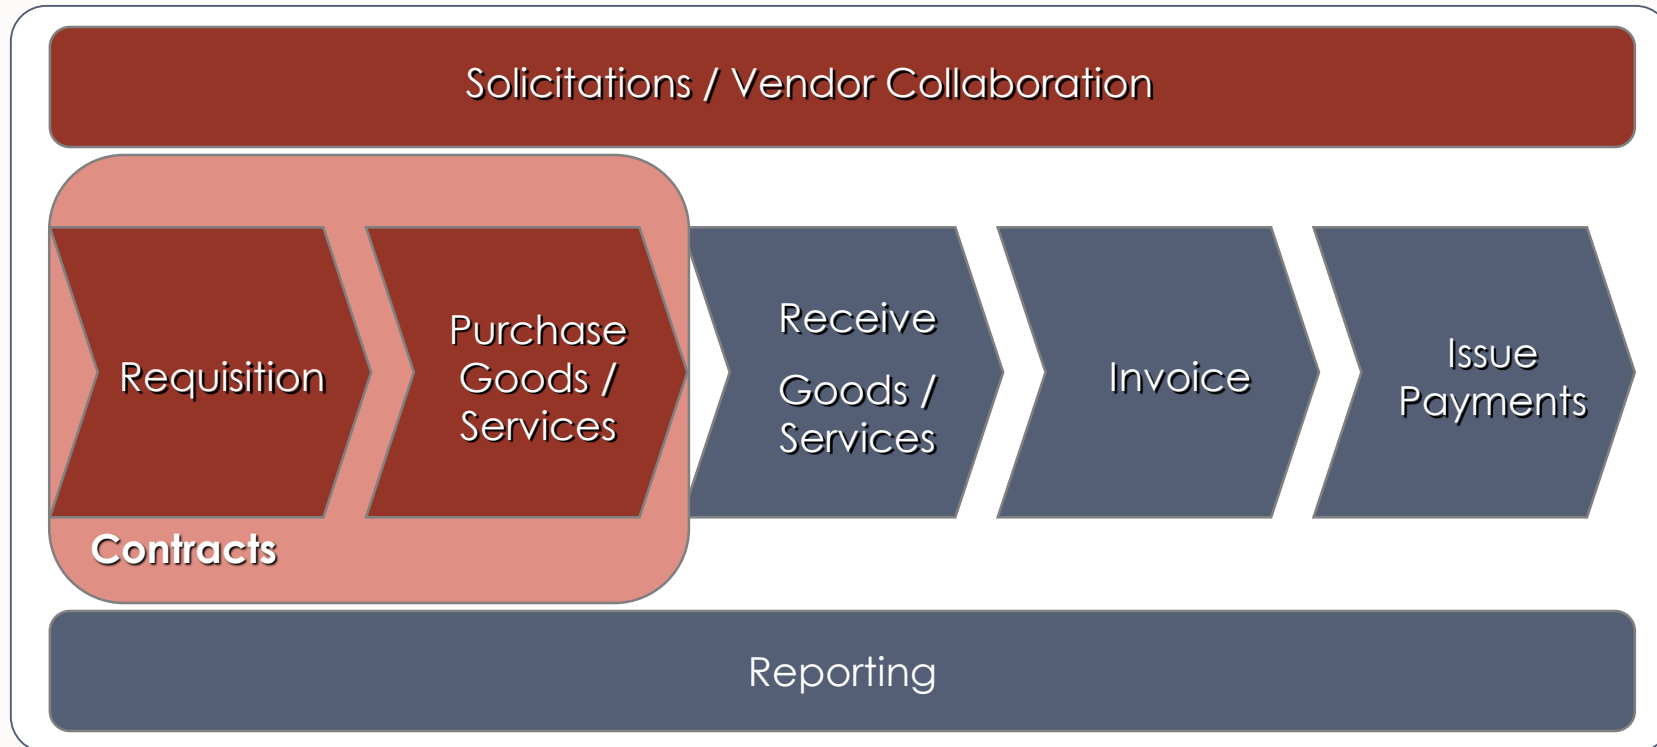 Solicitations / Vendor Collaboration
Requisition
Purchase
Goods /
Services
Receive
Goods /
Services
Invoice
Issue
Payments
Contracts
Reporting